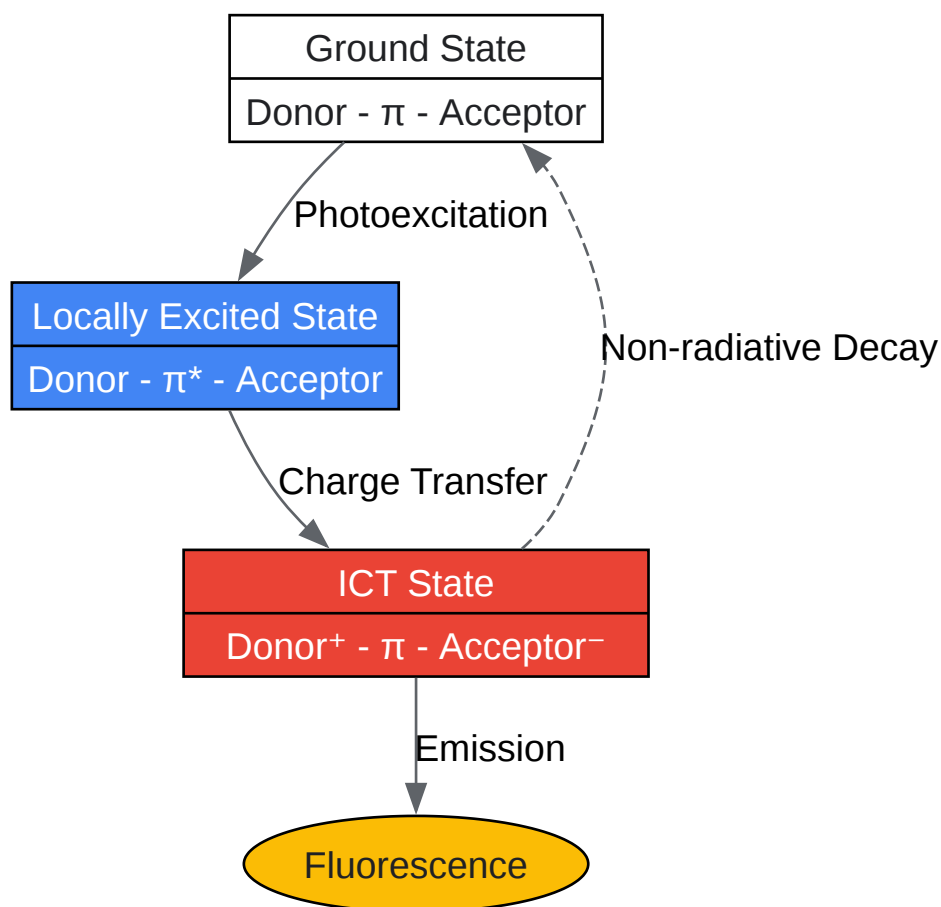 Ground State
Donor - π - Acceptor
Photoexcitation
Locally Excited State
Donor - π* - Acceptor
Non-radiative Decay
Charge Transfer
ICT State
Donor⁺ - π - Acceptor⁻
Emission
Fluorescence